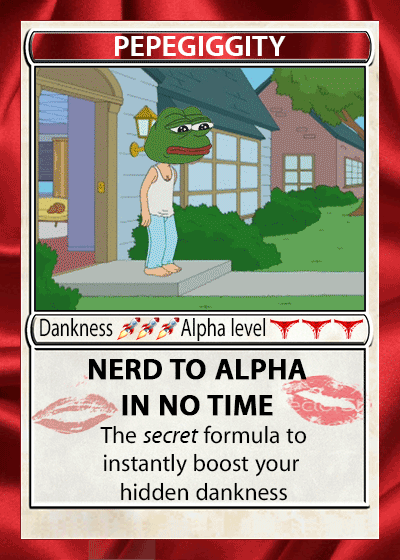 PEPEGIGGITY
Dankness Alpha level
NERD TO ALPHA
IN NO TIME
The secret formula to
instantly boost your
hidden dankness